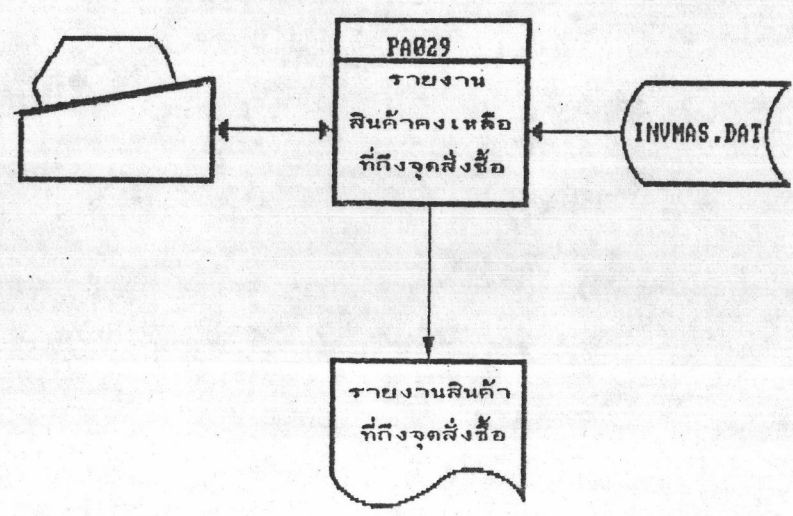 PA029
รายงาน
สินค้าคงเหลือ
ที่ถึงจุดสั่งซื้อ
INVMAS.DAT
รายงานสินค้า
ที่ถึงจุดสั่งซื้อ